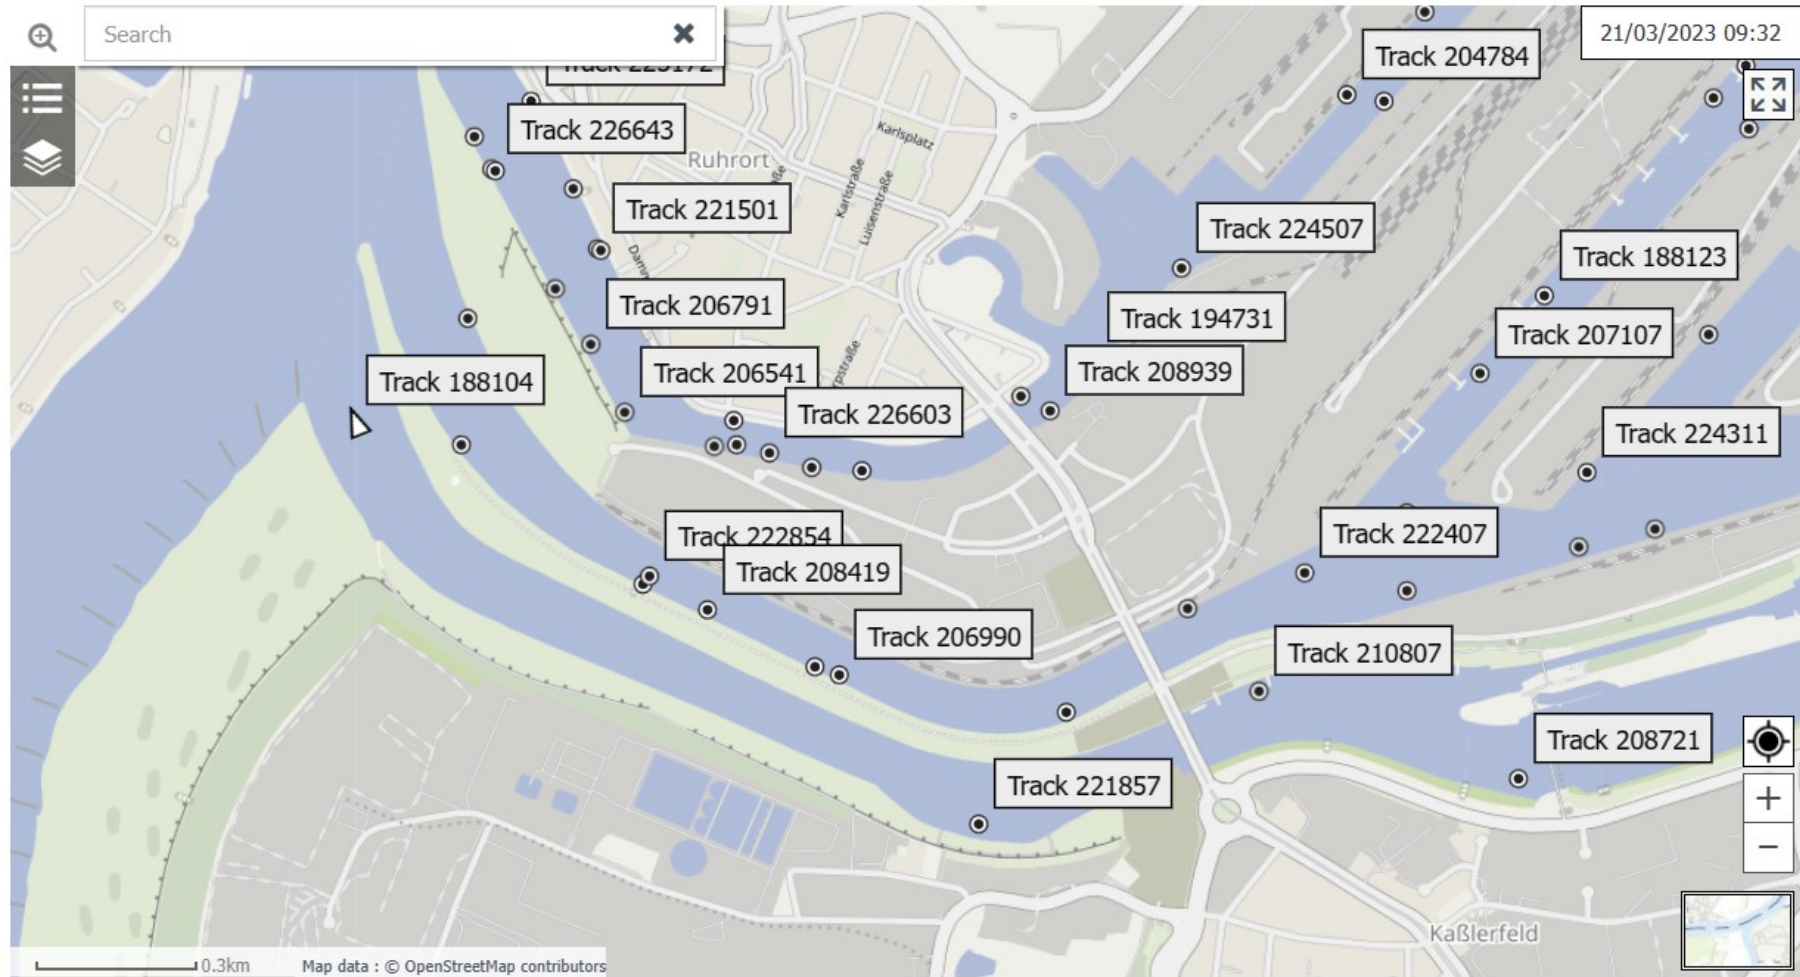 Search
21/03/2023 09:32
Track 204784
Track 226643
Karlsplatz
Ruhrort
Karlstraße
Luisenstraße
Track 221501
Track 224507
Track 188123
Track 206791
Track 194731
Track 207107
Track 206541
Track 208939
Track 188104
Track 226603
Track 224311
Track 222854
Track 222407
Track 208419
Track 206990
Track 210807
Track 208721
Track 221857
Kaßlerfeld
0.3km
Map data : © OpenStreetMap contributors